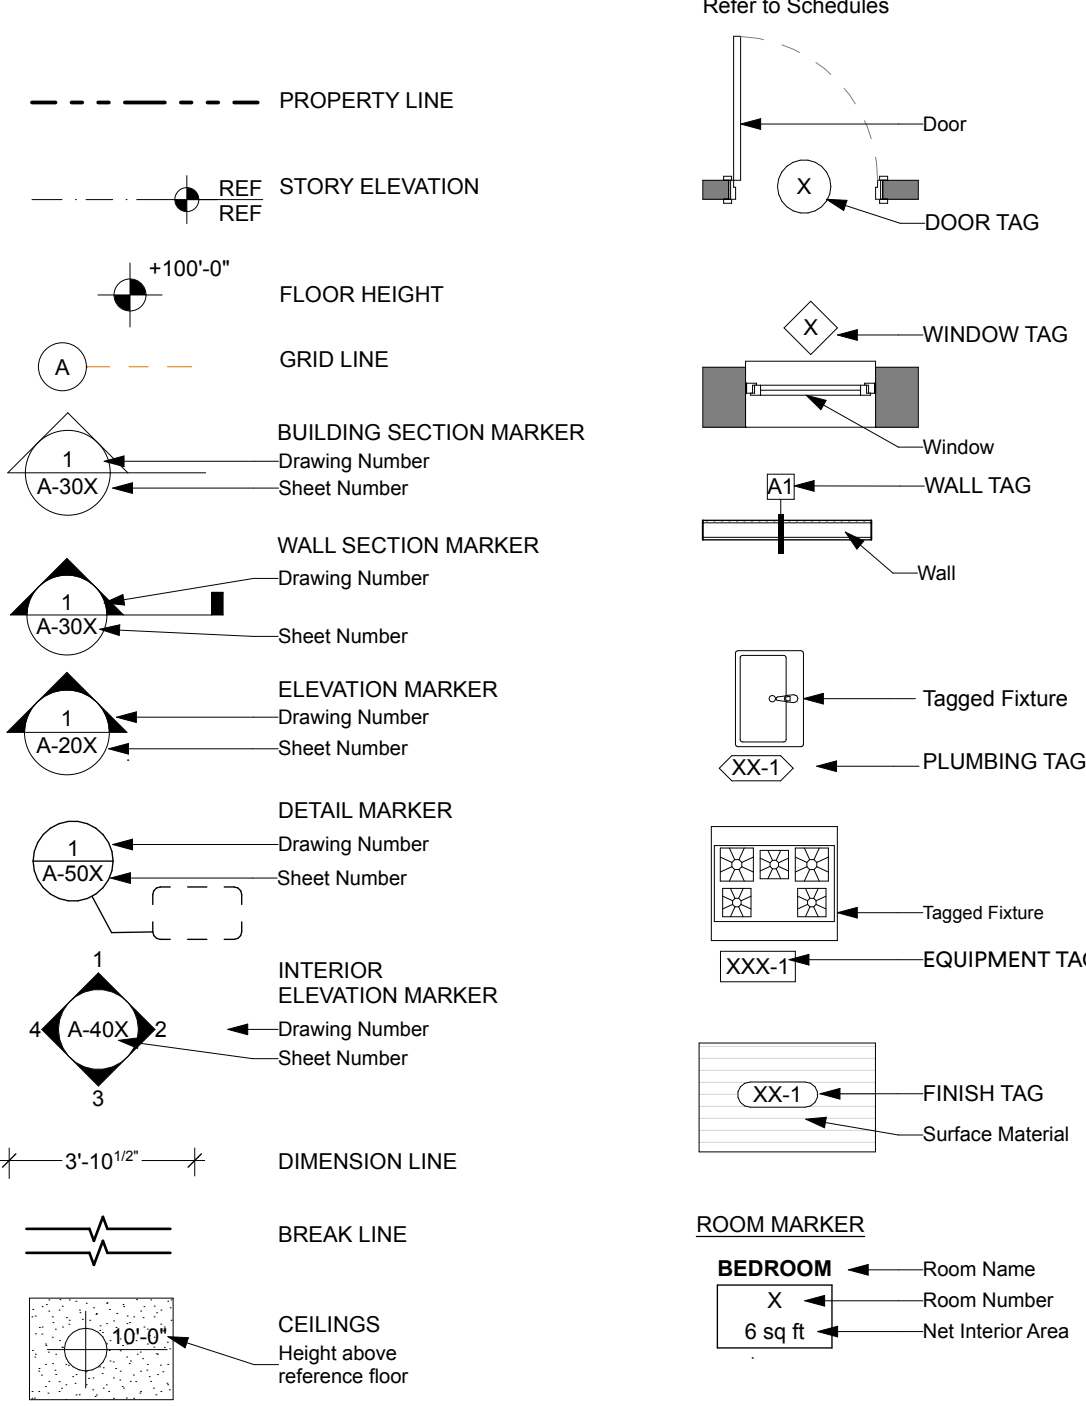 PROPERTY LINE
REF
REF
STORY ELEVATION
+100'-0"
FLOOR HEIGHT
A
GRID LINE
BUILDING SECTION MARKER
1
Drawing Number
A-30X
Sheet Number
WALL SECTION MARKER
Drawing Number
1
A-30X
Sheet Number
ELEVATION MARKER
1
Drawing Number
A-20X
Sheet Number
DETAIL MARKER
1
Drawing Number
A-50X
Sheet Number
1
INTERIOR
ELEVATION MARKER
4
A-40X
2
Drawing Number
Sheet Number
3
3'-10 1/2"
DIMENSION LINE
BREAK LINE
10'-0"
CEILINGS
Height above
reference floor
Refer to Schedules
Door
X
DOOR TAG
X
WINDOW TAG
Window
A1
WALL TAG
Wall
Tagged Fixture
XX-1
PLUMBING TAG
Tagged Fixture
XXX-1
EQUIPMENT TAG
XX-1
FINISH TAG
Surface Material
ROOM MARKER
BEDROOM
Room Name
X
Room Number
6 sq ft
Net Interior Area